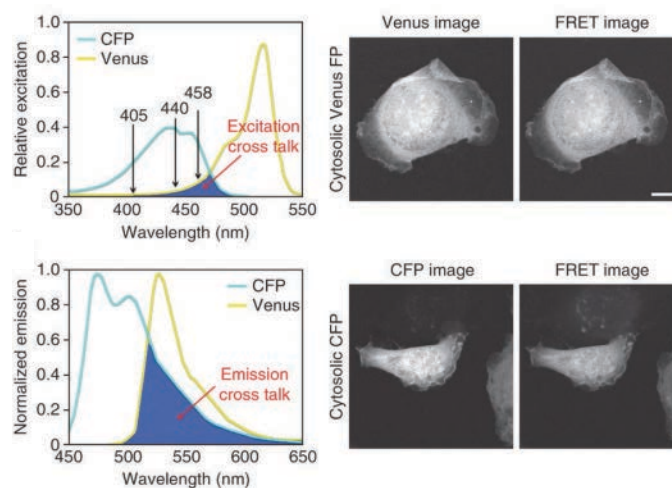 Relative excitation
1.0
0.8
0.6
0.4
0.2
0
CFP
Venus
405
440
458
Excitation
cross talk
350
400
450
500
550
Wavelength (nm)
Venus image
FRET image
Cytosolic Venus FP
Normalized emission
1.0
0.8
0.6
0.4
0.2
0
CFP
Venus
Emission
cross talk
450
500
550
600
650
Wavelength (nm)
CFP image
FRET image
Cytosolic CFP